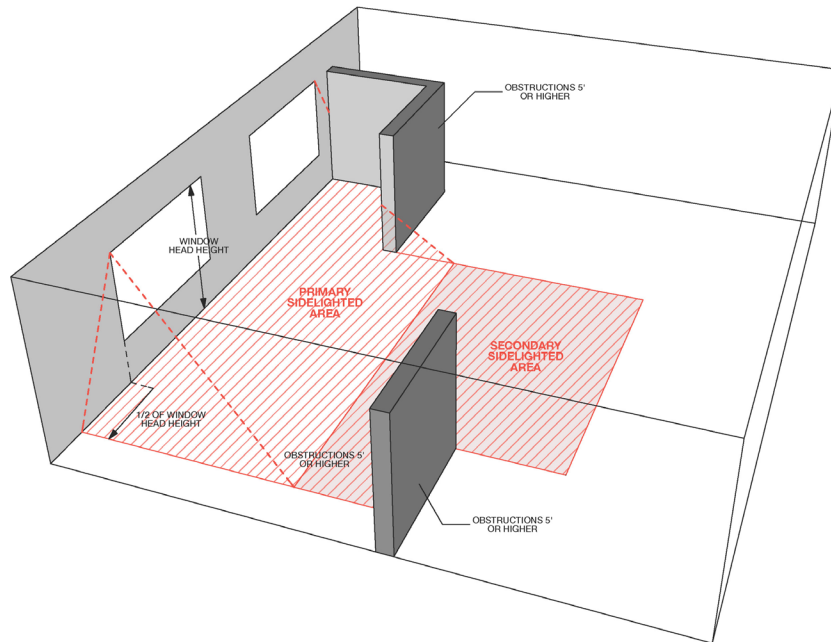 OBSTRUCTIONS 5'
OR HIGHER
WINDOW
HEAD HEIGHT
PRIMARY
SIDELIGHTED
AREA
SECONDARY
SIDELIGHTED
AREA
1/2 OF WINDOW
HEAD HEIGHT
OBSTRUCTIONS 5'
OR HIGHER
OBSTRUCTIONS 5'
OR HIGHER